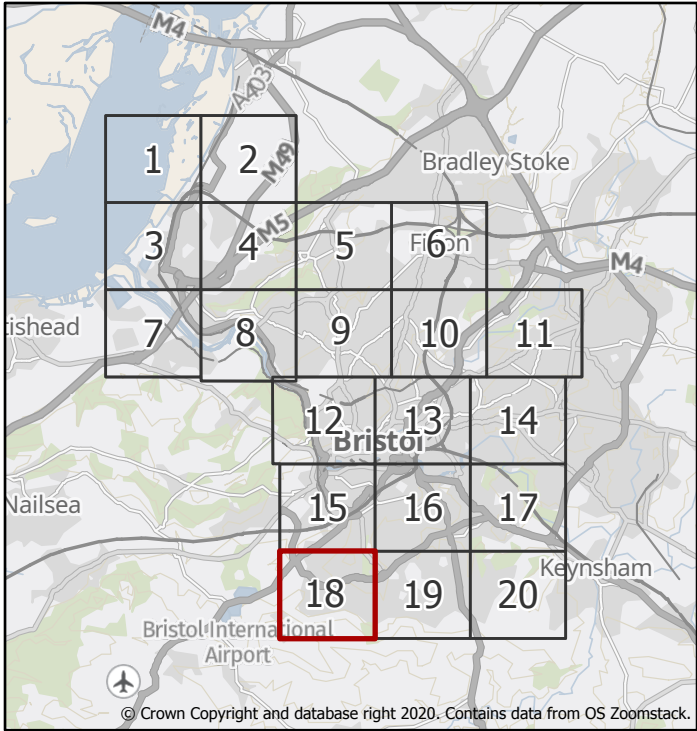 M4
A403
1
2
M49
Bradley Stoke
M5
3
4
5
6
Filton
M4
tishead
7
8
9
10
11
12
13
14
Bristol
Nailsea
15
16
17
Keynsham
18
19
20
Bristol International
Airport
© Crown Copyright and database right 2020. Contains data from OS Zoomstack.